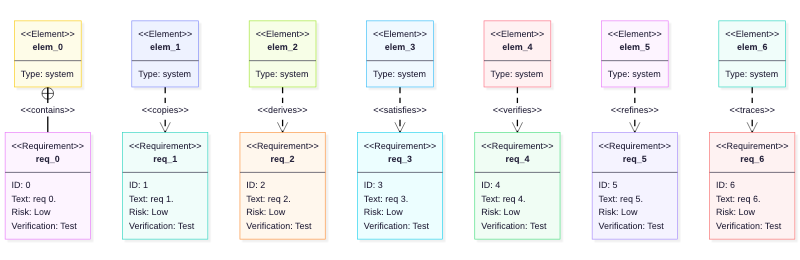 <<Element>>
elem_0
Type: system
<<Element>>
elem_1
Type: system
<<Element>>
elem_2
Type: system
<<Element>>
elem_3
Type: system
<<Element>>
elem_4
Type: system
<<Element>>
elem_5
Type: system
<<Element>>
elem_6
Type: system
<<contains>>
<<copies>>
<<derives>>
<<satisfies>>
<<verifies>>
<<refines>>
<<traces>>
<<Requirement>>
req_0
ID: 0
Text: req 0.
Risk: Low
Verification: Test
<<Requirement>>
req_1
ID: 1
Text: req 1.
Risk: Low
Verification: Test
<<Requirement>>
req_2
ID: 2
Text: req 2.
Risk: Low
Verification: Test
<<Requirement>>
req_3
ID: 3
Text: req 3.
Risk: Low
Verification: Test
<<Requirement>>
req_4
ID: 4
Text: req 4.
Risk: Low
Verification: Test
<<Requirement>>
req_5
ID: 5
Text: req 5.
Risk: Low
Verification: Test
<<Requirement>>
req_6
ID: 6
Text: req 6.
Risk: Low
Verification: Test